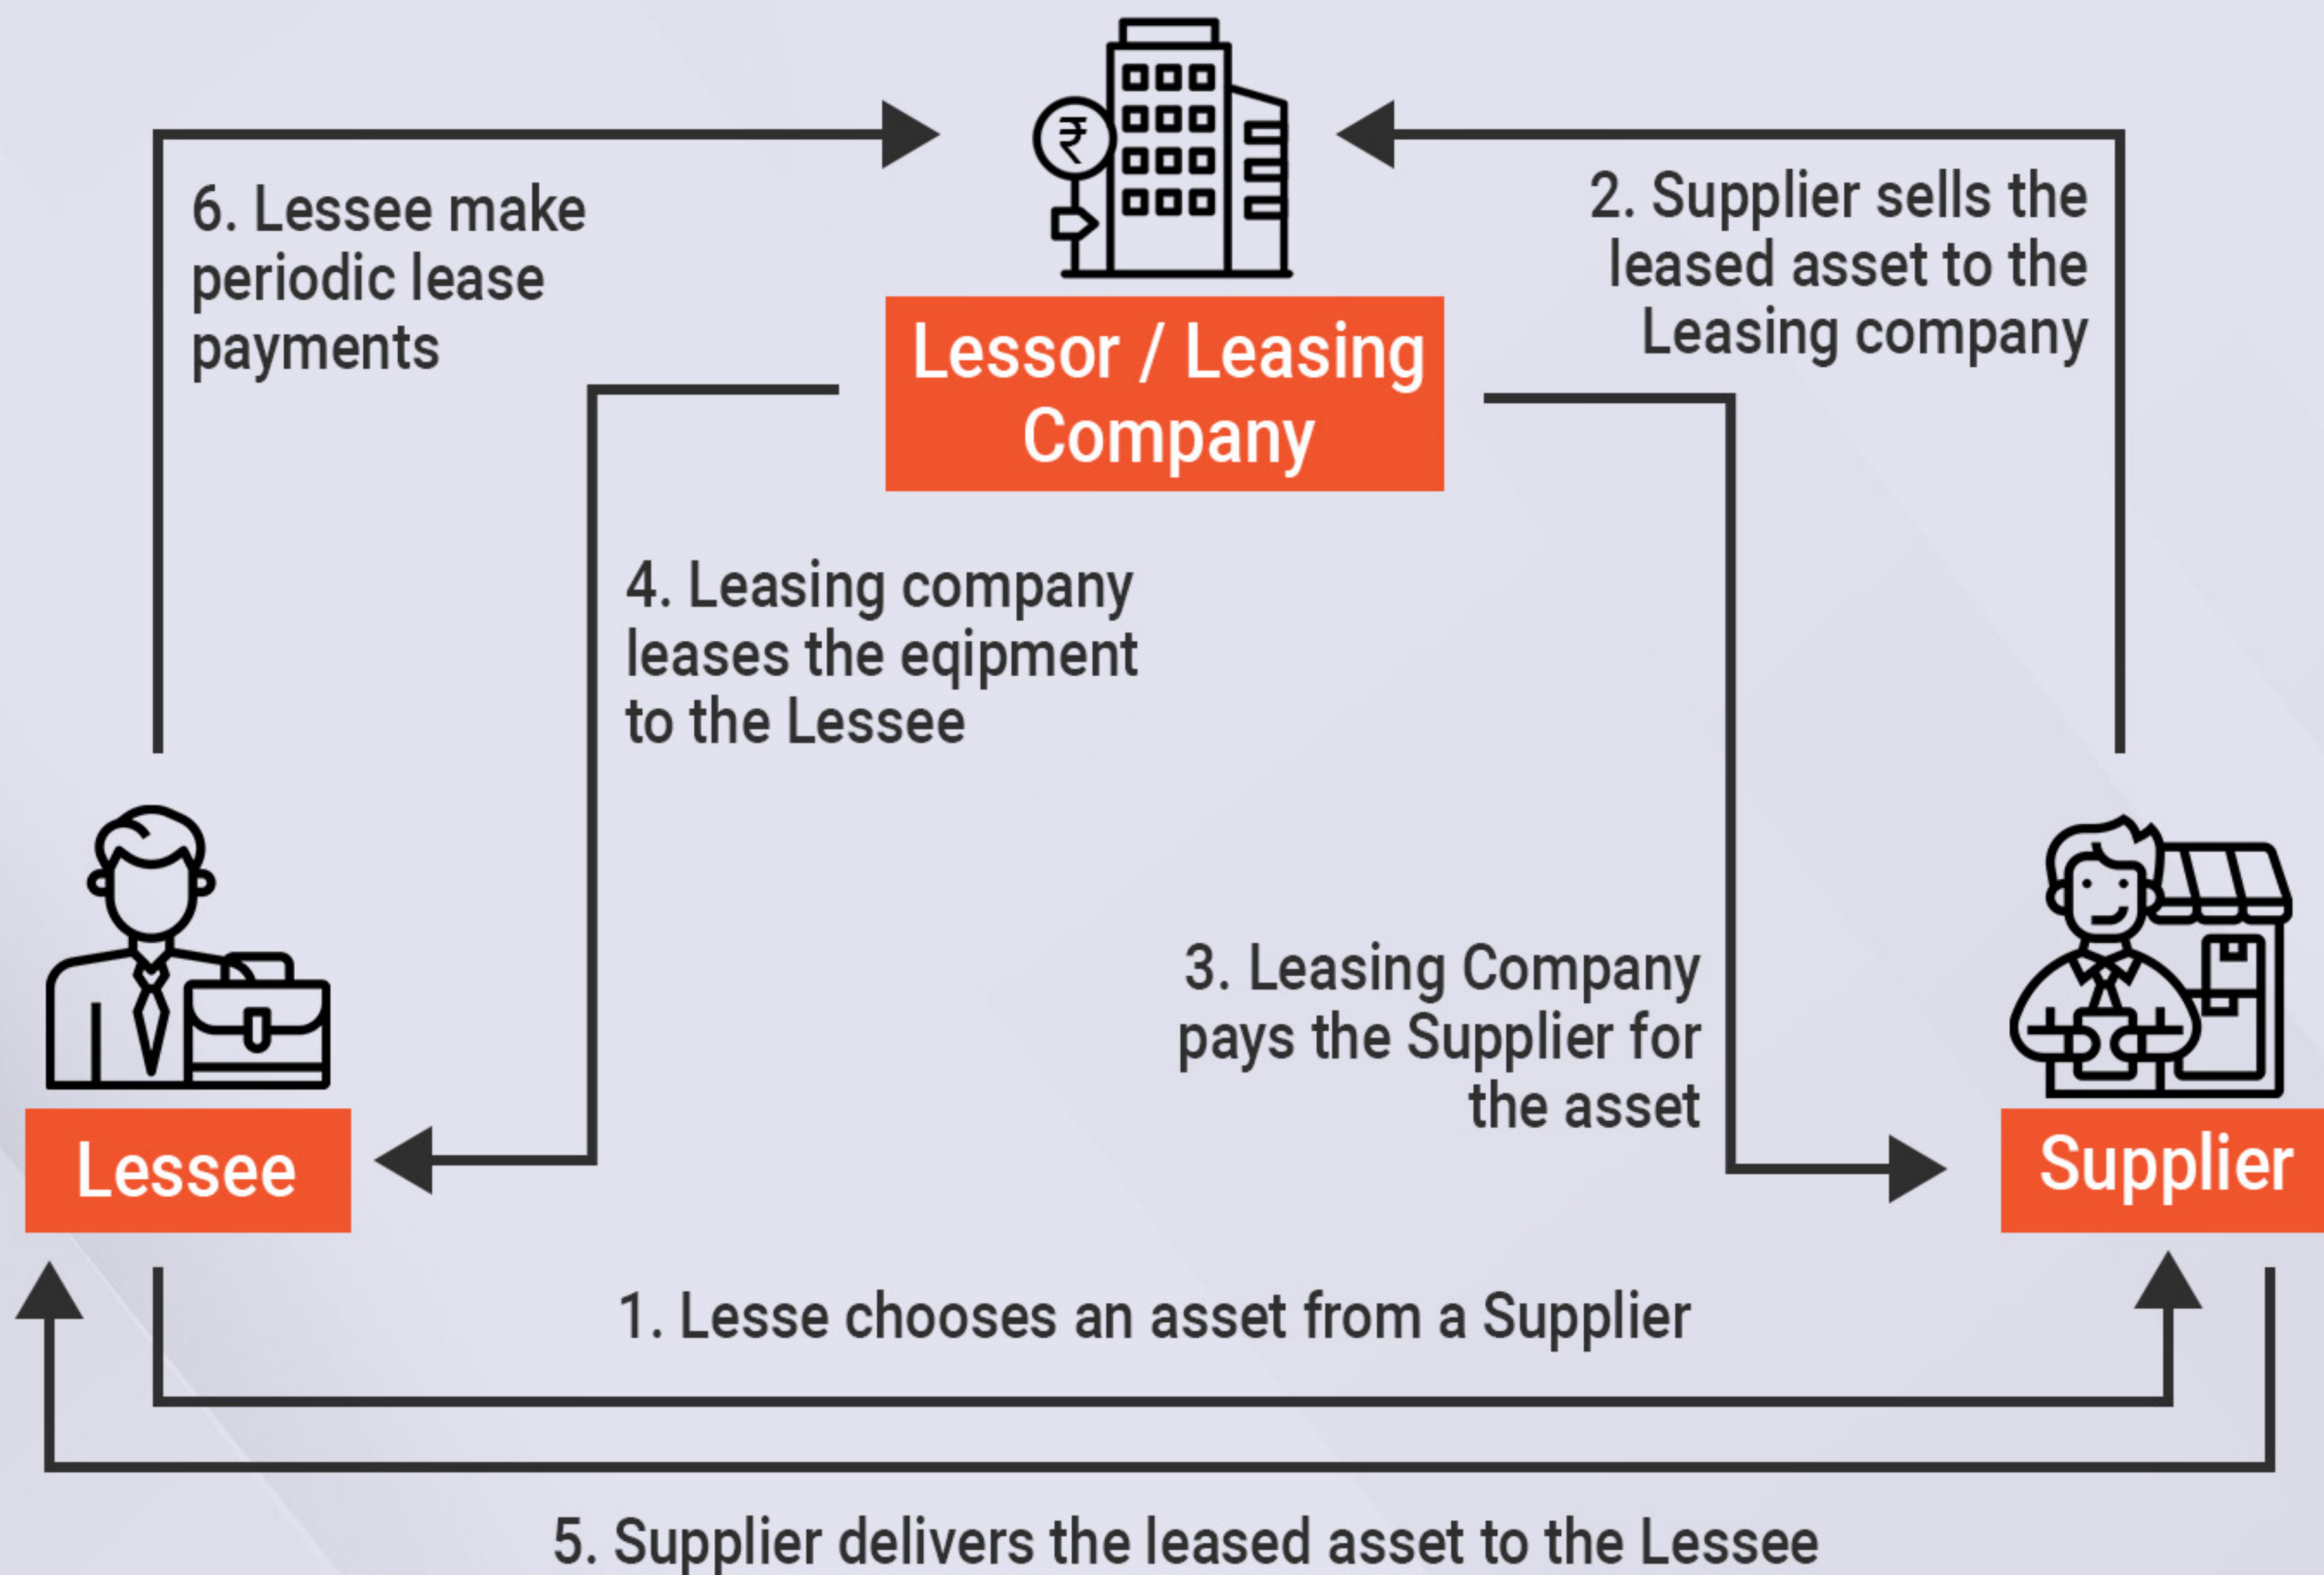 ₹
6. Lessee make
periodic lease
payments
2. Supplier sells the
leased asset to the
Leasing company
Lessor / Leasing
Company
4. Leasing company
leases the eqipment
to the Lessee
3. Leasing Company
pays the Supplier for
the asset
Lessee
Supplier
1. Lesse chooses an asset from a Supplier
5. Supplier delivers the leased asset to the Lessee